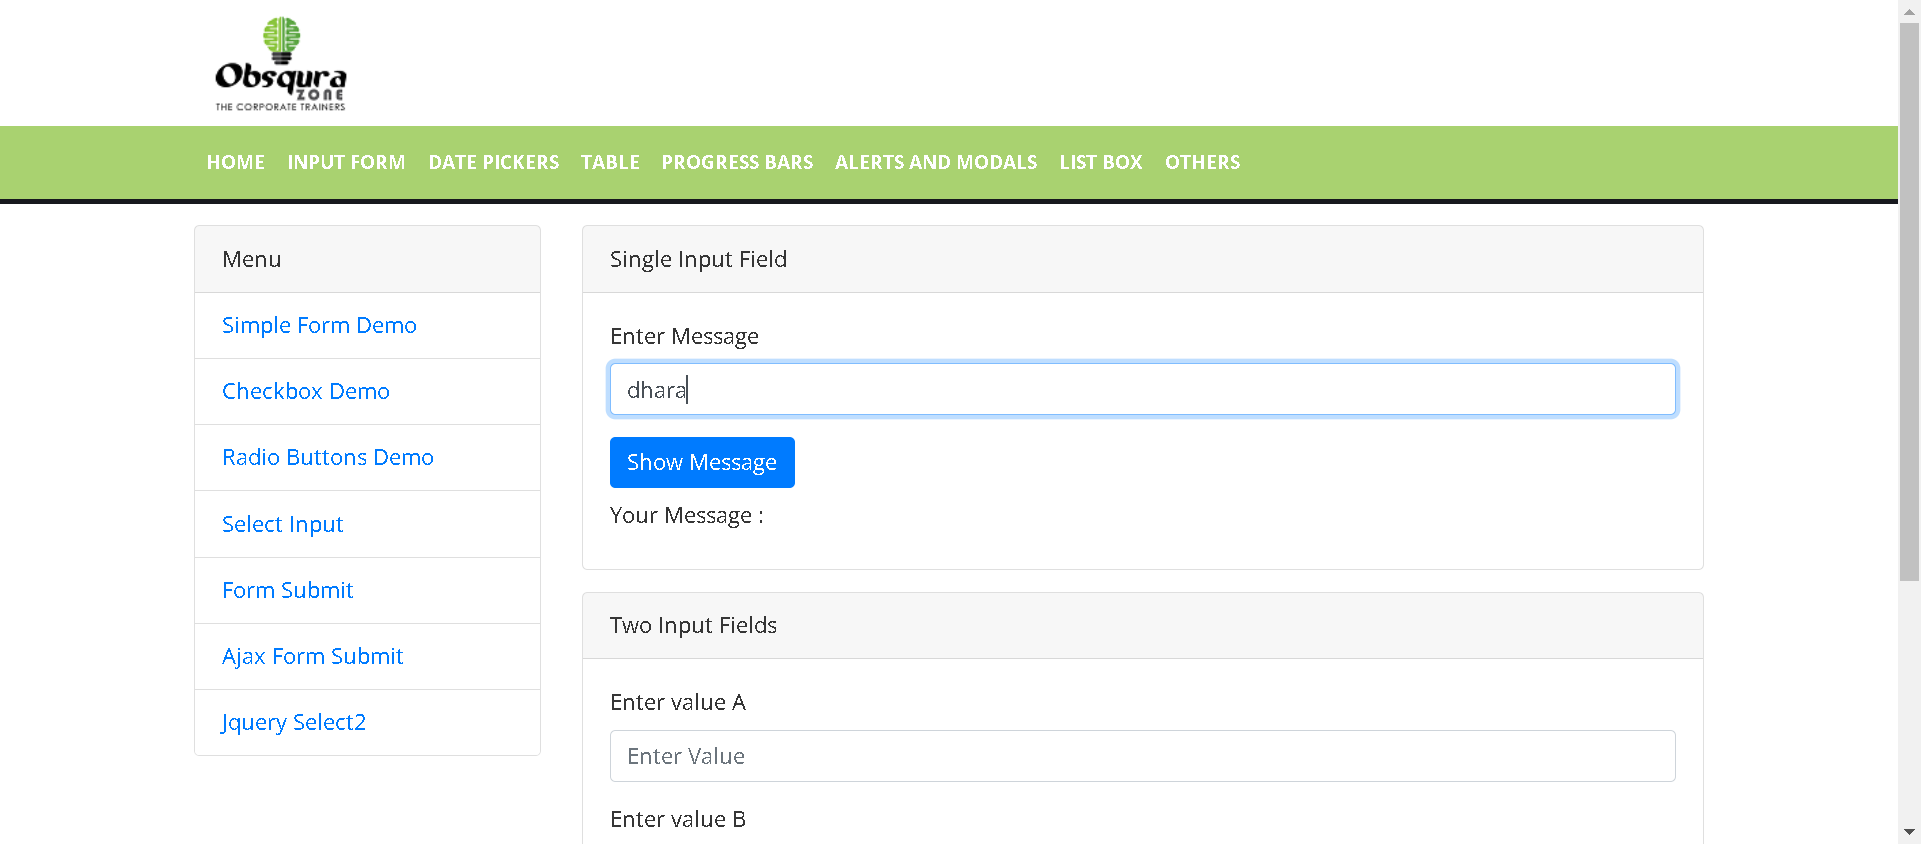 Obsqura
ZONE
THE CORPORATE TRAINERS
HOME INPUT FORM DATE PICKERS TABLE PROGRESS BARS ALERTS AND MODALS LIST BOX OTHERS
Menu
Simple Form Demo
Checkbox Demo
Radio Buttons Demo
Select Input
Form Submit
Ajax Form Submit
Jquery Select2
Single Input Field
Enter Message
dhara
Show Message
Your Message :
Two Input Fields
Enter value A
Enter Value
Enter value B